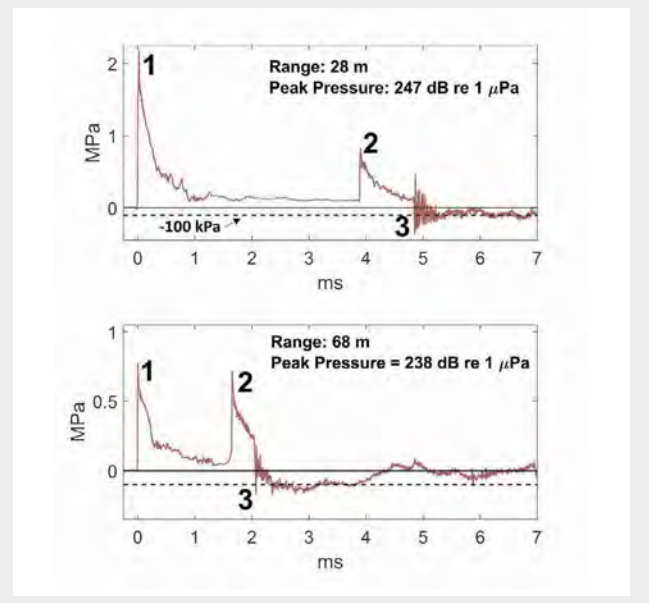 Range: 28 m
Peak Pressure: 247 dB re 1 μPa
1
2
3
-100 kPa
MPa
2
1
0
0 1 2 3 4 5 6 7
ms
Range: 68 m
Peak Pressure = 238 dB re 1 μPa
1
2
3
MPa
1
0.5
0
0 1 2 3 4 5 6 7
ms